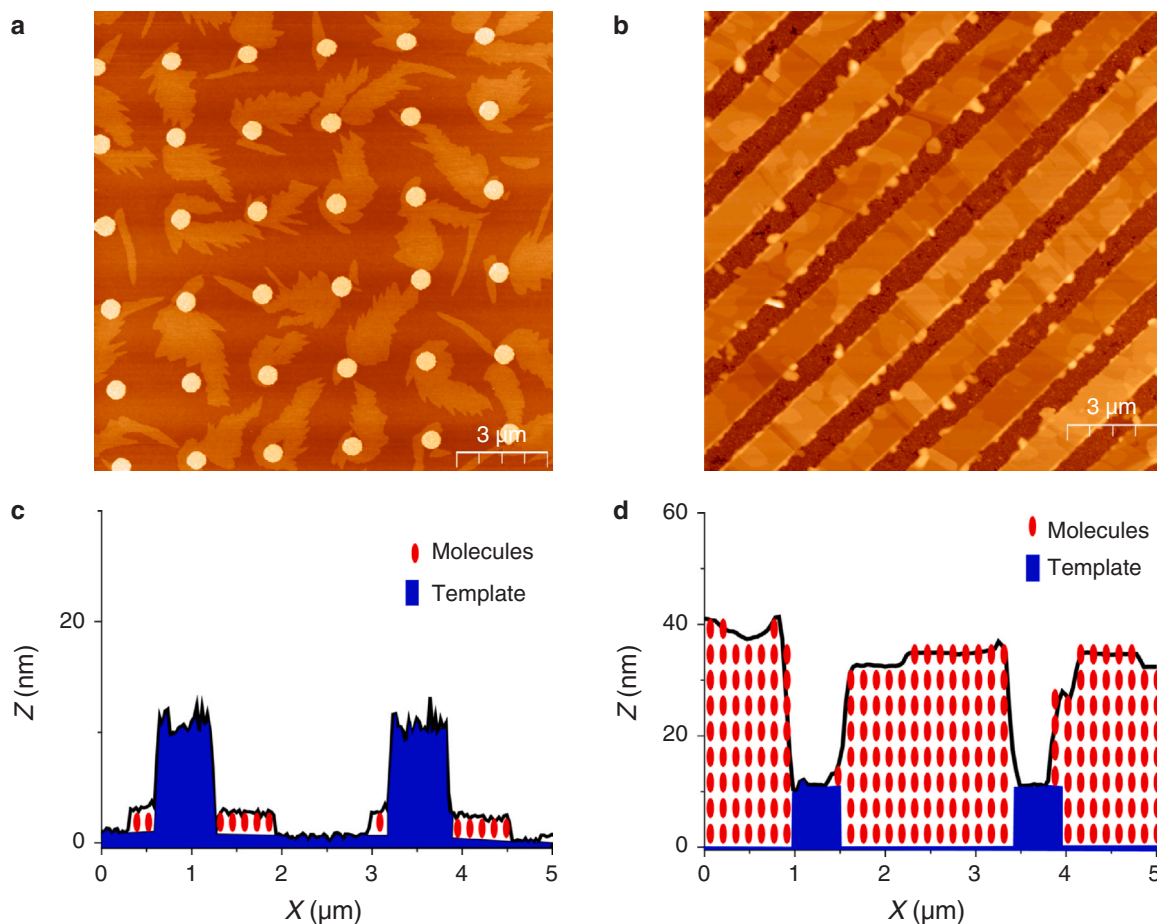 a
3 μm
b
3 μm
c
Molecules
Template
20
0
Z (nm)
0 1 2 3 4 5
X (μm)
d
Molecules
Template
60
40
20
0
Z (nm)
0 1 2 3 4 5
X (μm)